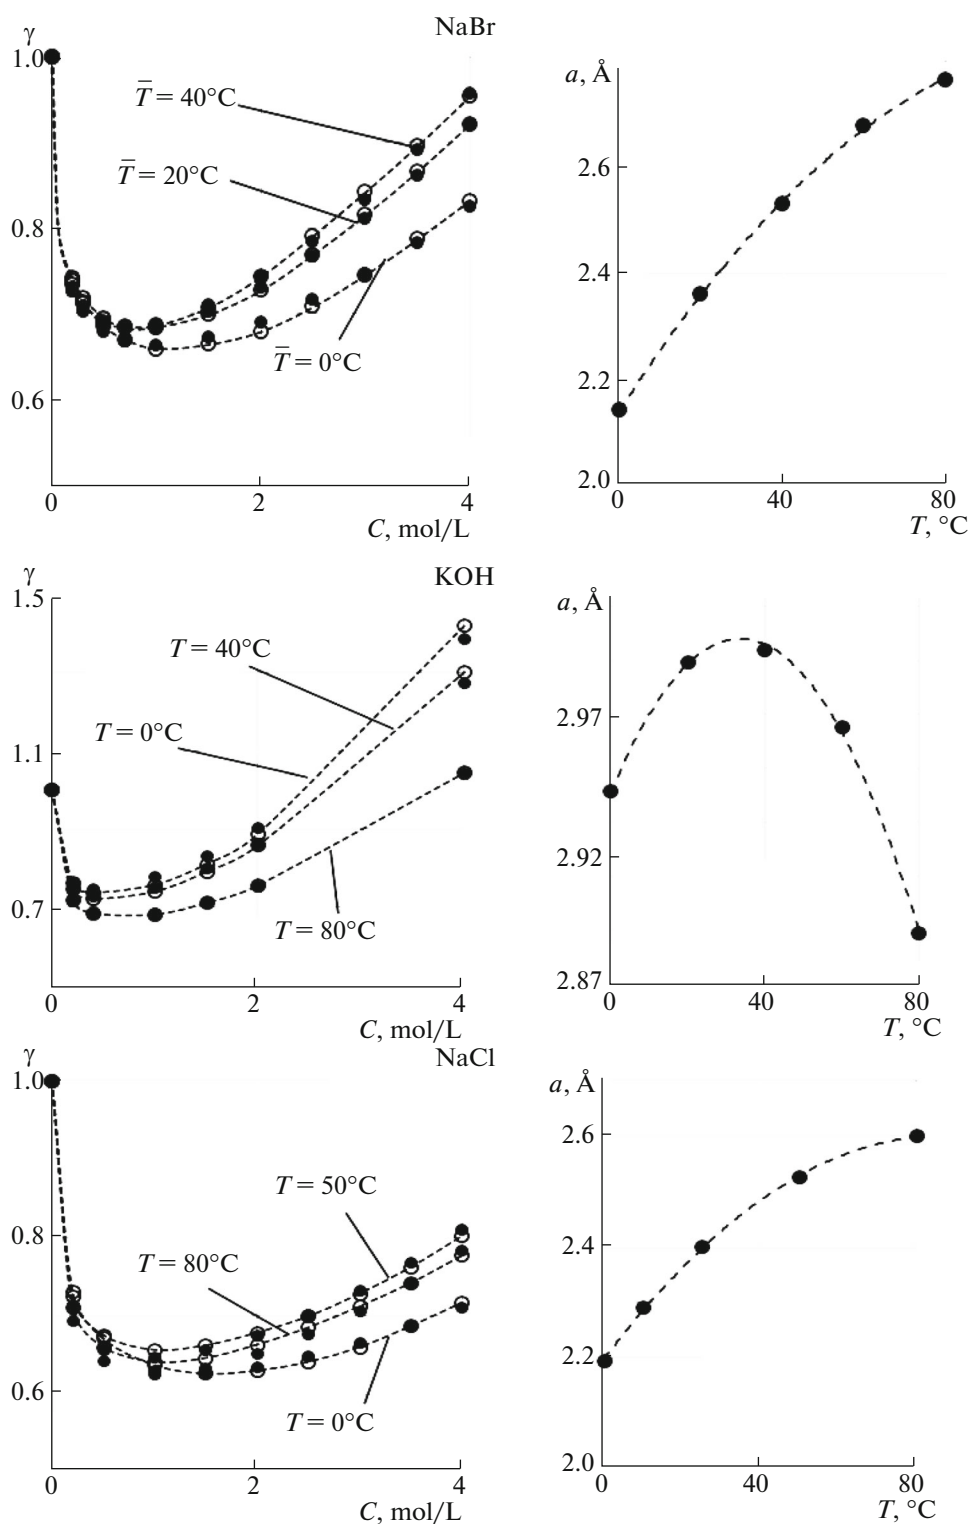 NaBr
γ
1.0
T̅ = 40°C
T̅ = 20°C
0.8
T̅ = 0°C
0.6
0 2 4
C, mol/L
a, Å
2.6
2.4
2.2
2.0
0 40 80
T, °C
KOH
γ
1.5
T = 40°C
T = 0°C
1.1
0.7
T = 80°C
0 2 4
C, mol/L
a, Å
2.97
2.92
2.87
0 40 80
T, °C
NaCl
γ
1.0
T = 50°C
0.8
T = 80°C
0.6
T = 0°C
0 2 4
C, mol/L
a, Å
2.6
2.4
2.2
2.0
0 40 80
T, °C